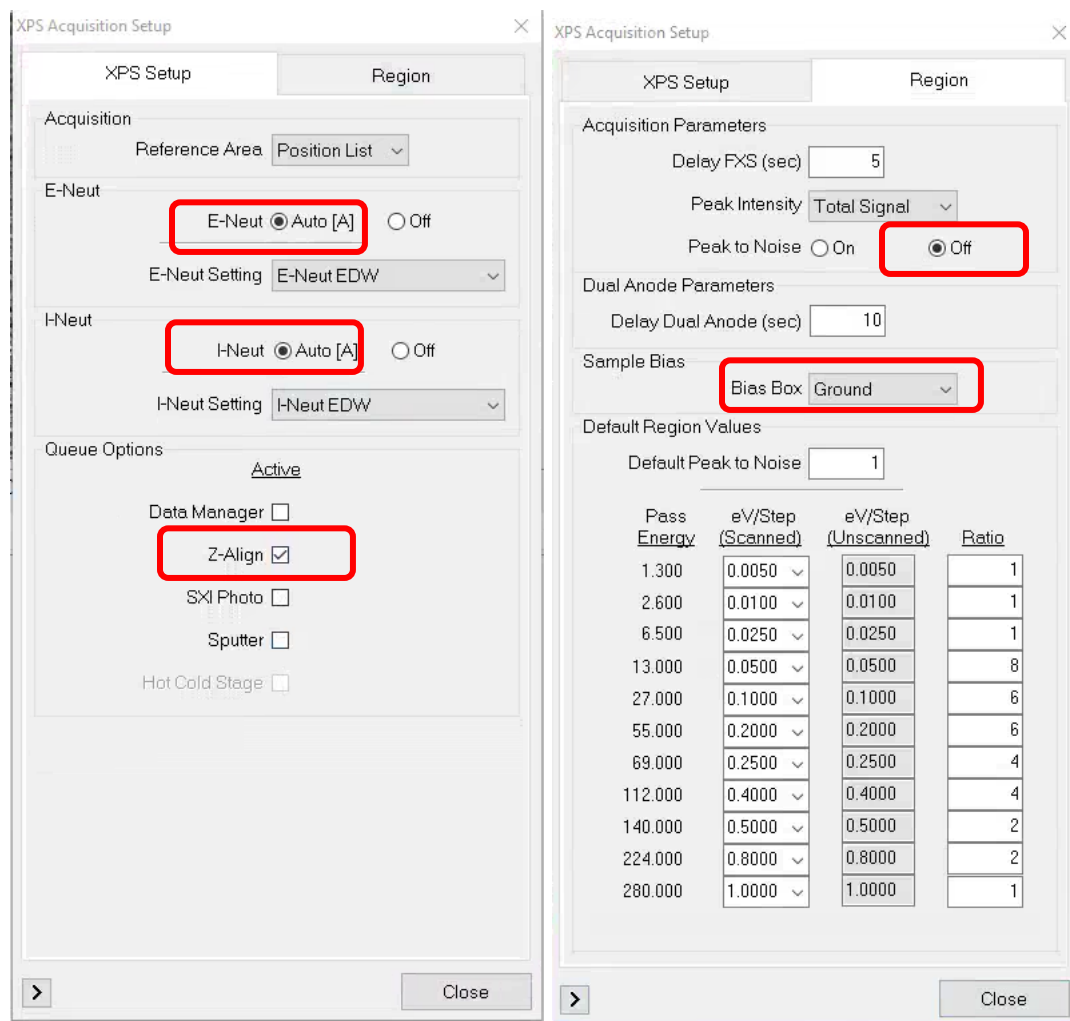 XPS Acquisition Setup
XPS Setup Region
Acquisition
Reference Area Position List
E-Neut
E-Neut Auto [A] Off
E-Neut Setting E-Neut EDW
I-Neut
I-Neut Auto [A] Off
I-Neut Setting I-Neut EDW
Queue Options
Active
Data Manager
Z-Align
SXI Photo
Sputter
Hot Cold Stage
> Close
XPS Acquisition Setup
XPS Setup Region
Acquisition Parameters
Delay FXS (sec) 5
Peak Intensity Total Signal
Peak to Noise On Off
Dual Anode Parameters
Delay Dual Anode (sec) 10
Sample Bias
Bias Box Ground
Default Region Values
Default Peak to Noise 1
Pass eV/Step eV/Step
Energy (Scanned) (Unscanned) Ratio
1.300 0.0050 0.0050 1
2.600 0.0100 0.0100 1
6.500 0.0250 0.0250 1
13.000 0.0500 0.0500 8
27.000 0.1000 0.1000 6
55.000 0.2000 0.2000 6
69.000 0.2500 0.2500 4
112.000 0.4000 0.4000 4
140.000 0.5000 0.5000 2
224.000 0.8000 0.8000 2
280.000 1.0000 1.0000 1
> Close